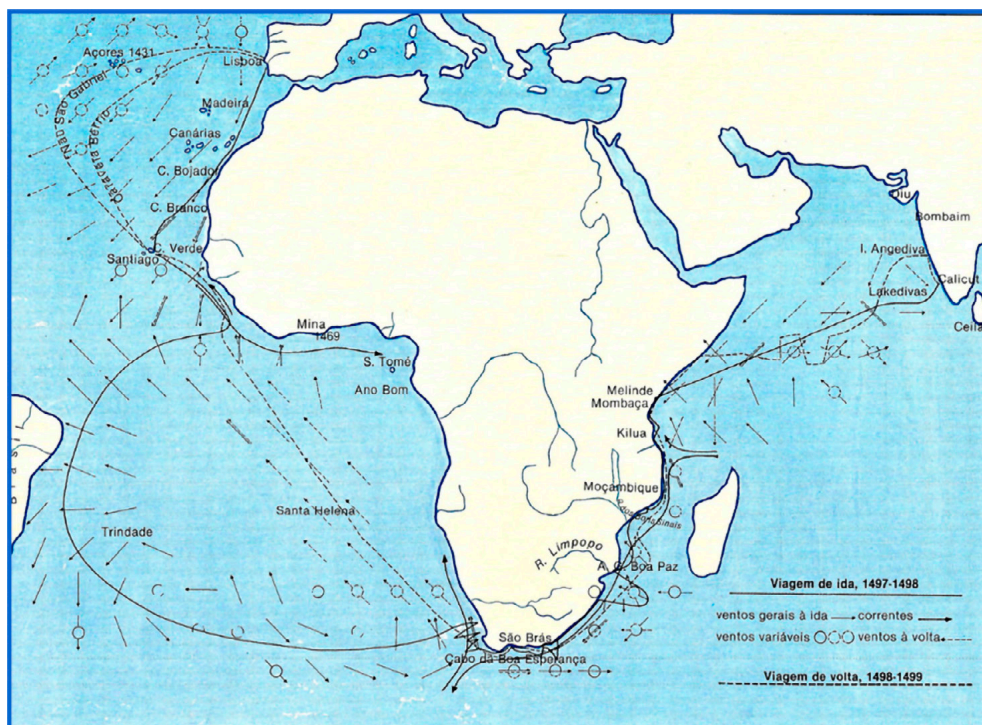 Açores 1431
Lisboa
Nau São Gabriel
Caravela Bérrio
Madeira
Canárias
C. Bojador
C. Branco
C. Verde
Santiago
Diu
Bombaim
I. Angediva
Calicut
Lakedivas
Mina
1469
S. Tomé
Ano Bom
Melinde
Mombaça
Kilua
Moçambique
R. dos Bons Sinais
Santa Helena
Trindade
R. Limpopo
A. G. Boa Paz
São Brás
Cabo da Boa Esperança
Viagem de ida, 1497-1498
ventos gerais à ida
correntes
ventos variáveis
ventos à volta
Viagem de volta, 1498-1499